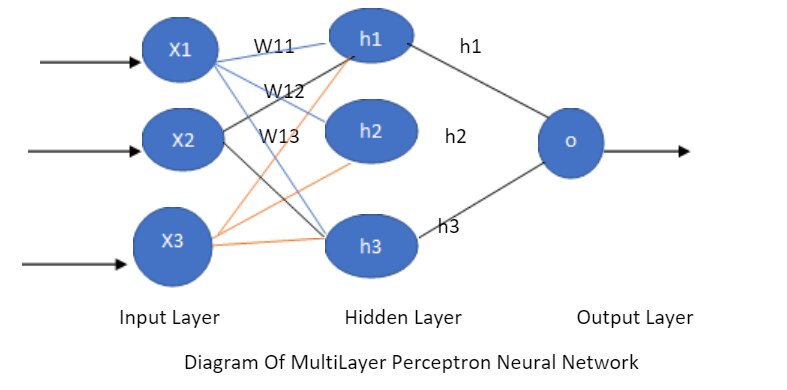 X1
W11
h1
h1
W12
X2
W13
h2
h2
O
X3
h3
h3
Input Layer
Hidden Layer
Output Layer
Diagram Of MultiLayer Perceptron Neural Network